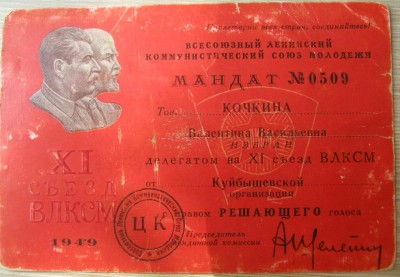 Пролетарии всех стран, соединяйтесь!
ВСЕСОЮЗНЫЙ ЛЕНИНСКИЙ
КОММУНИСТИЧЕСКИЙ СОЮЗ МОЛОДЕЖИ
МАНДАТ №0509
Тов. КОЧКИНА
Валентина Васильевна
ИЗБРАН
делегатом на XI съезд ВЛКСМ
от Куйбышевской
организации
с правом РЕШАЮЩЕГО голоса
Председатель
мандатной комиссии
XI
СЪЕЗД
ВЛКСМ
1949
ЦК